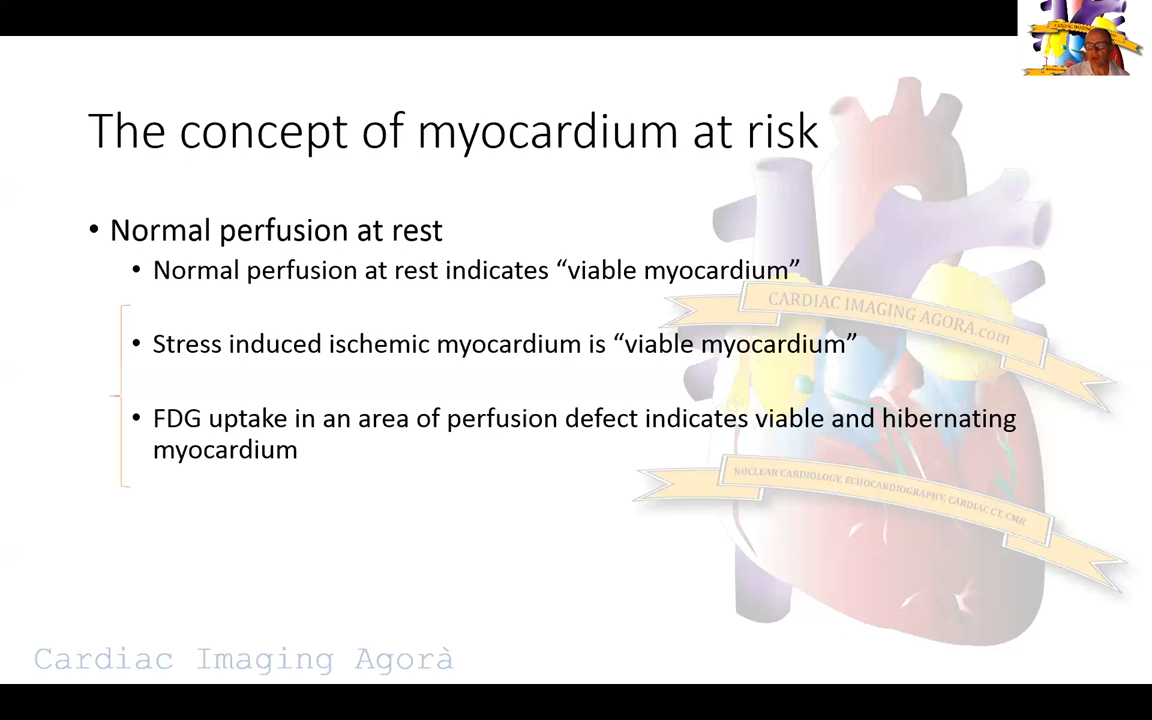 The concept of myocardium at risk
• Normal perfusion at rest
• Normal perfusion at rest indicates “viable myocardium”
• Stress induced ischemic myocardium is “viable myocardium”
• FDG uptake in an area of perfusion defect indicates viable and hibernating
myocardium
CARDIAC IMAGING AGORA.com
NUCLEAR CARDIOLOGY, ECHOCARDIOGRAPHY, CARDIAC CT, CMR
Cardiac Imaging Agorà